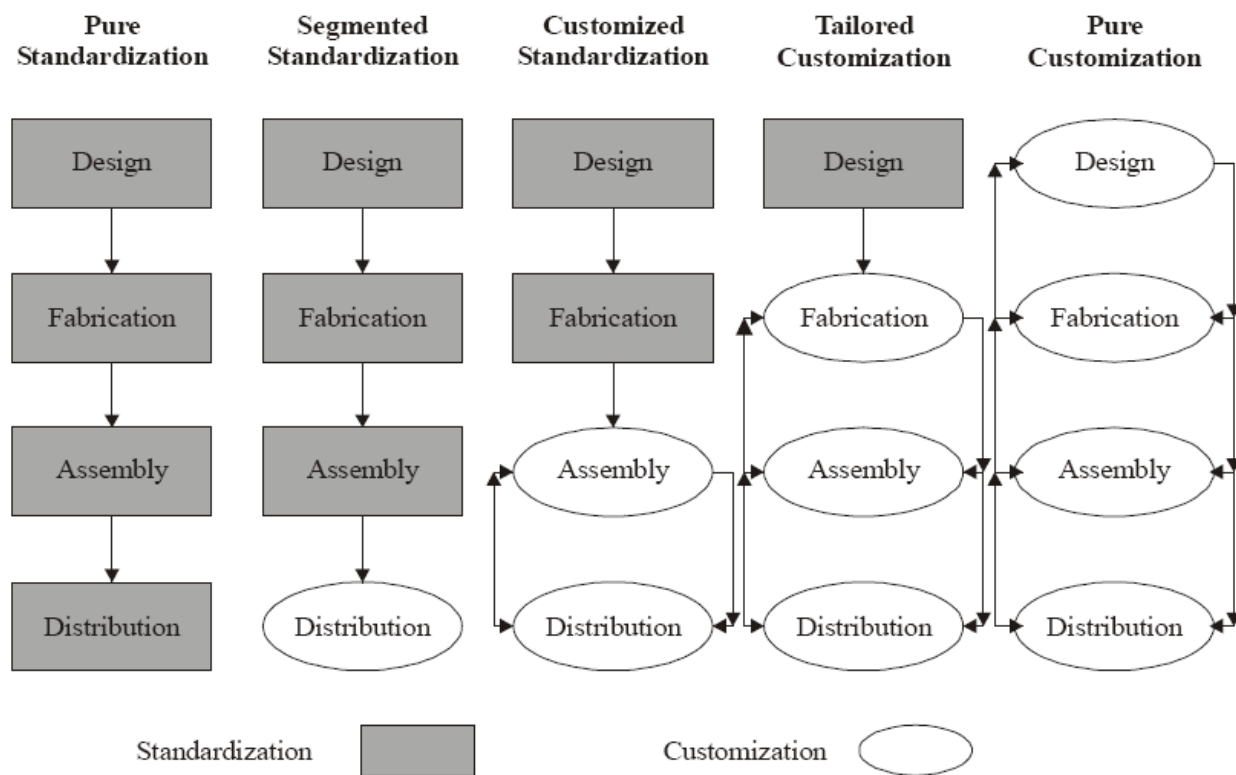 Pure Segmented Customized Tailored Pure
Standardization Standardization Standardization Customization Customization
Design Design Design Design Design
Fabrication Fabrication Fabrication Fabrication Fabrication
Assembly Assembly Assembly Assembly Assembly
Distribution Distribution Distribution Distribution Distribution
Standardization Customization